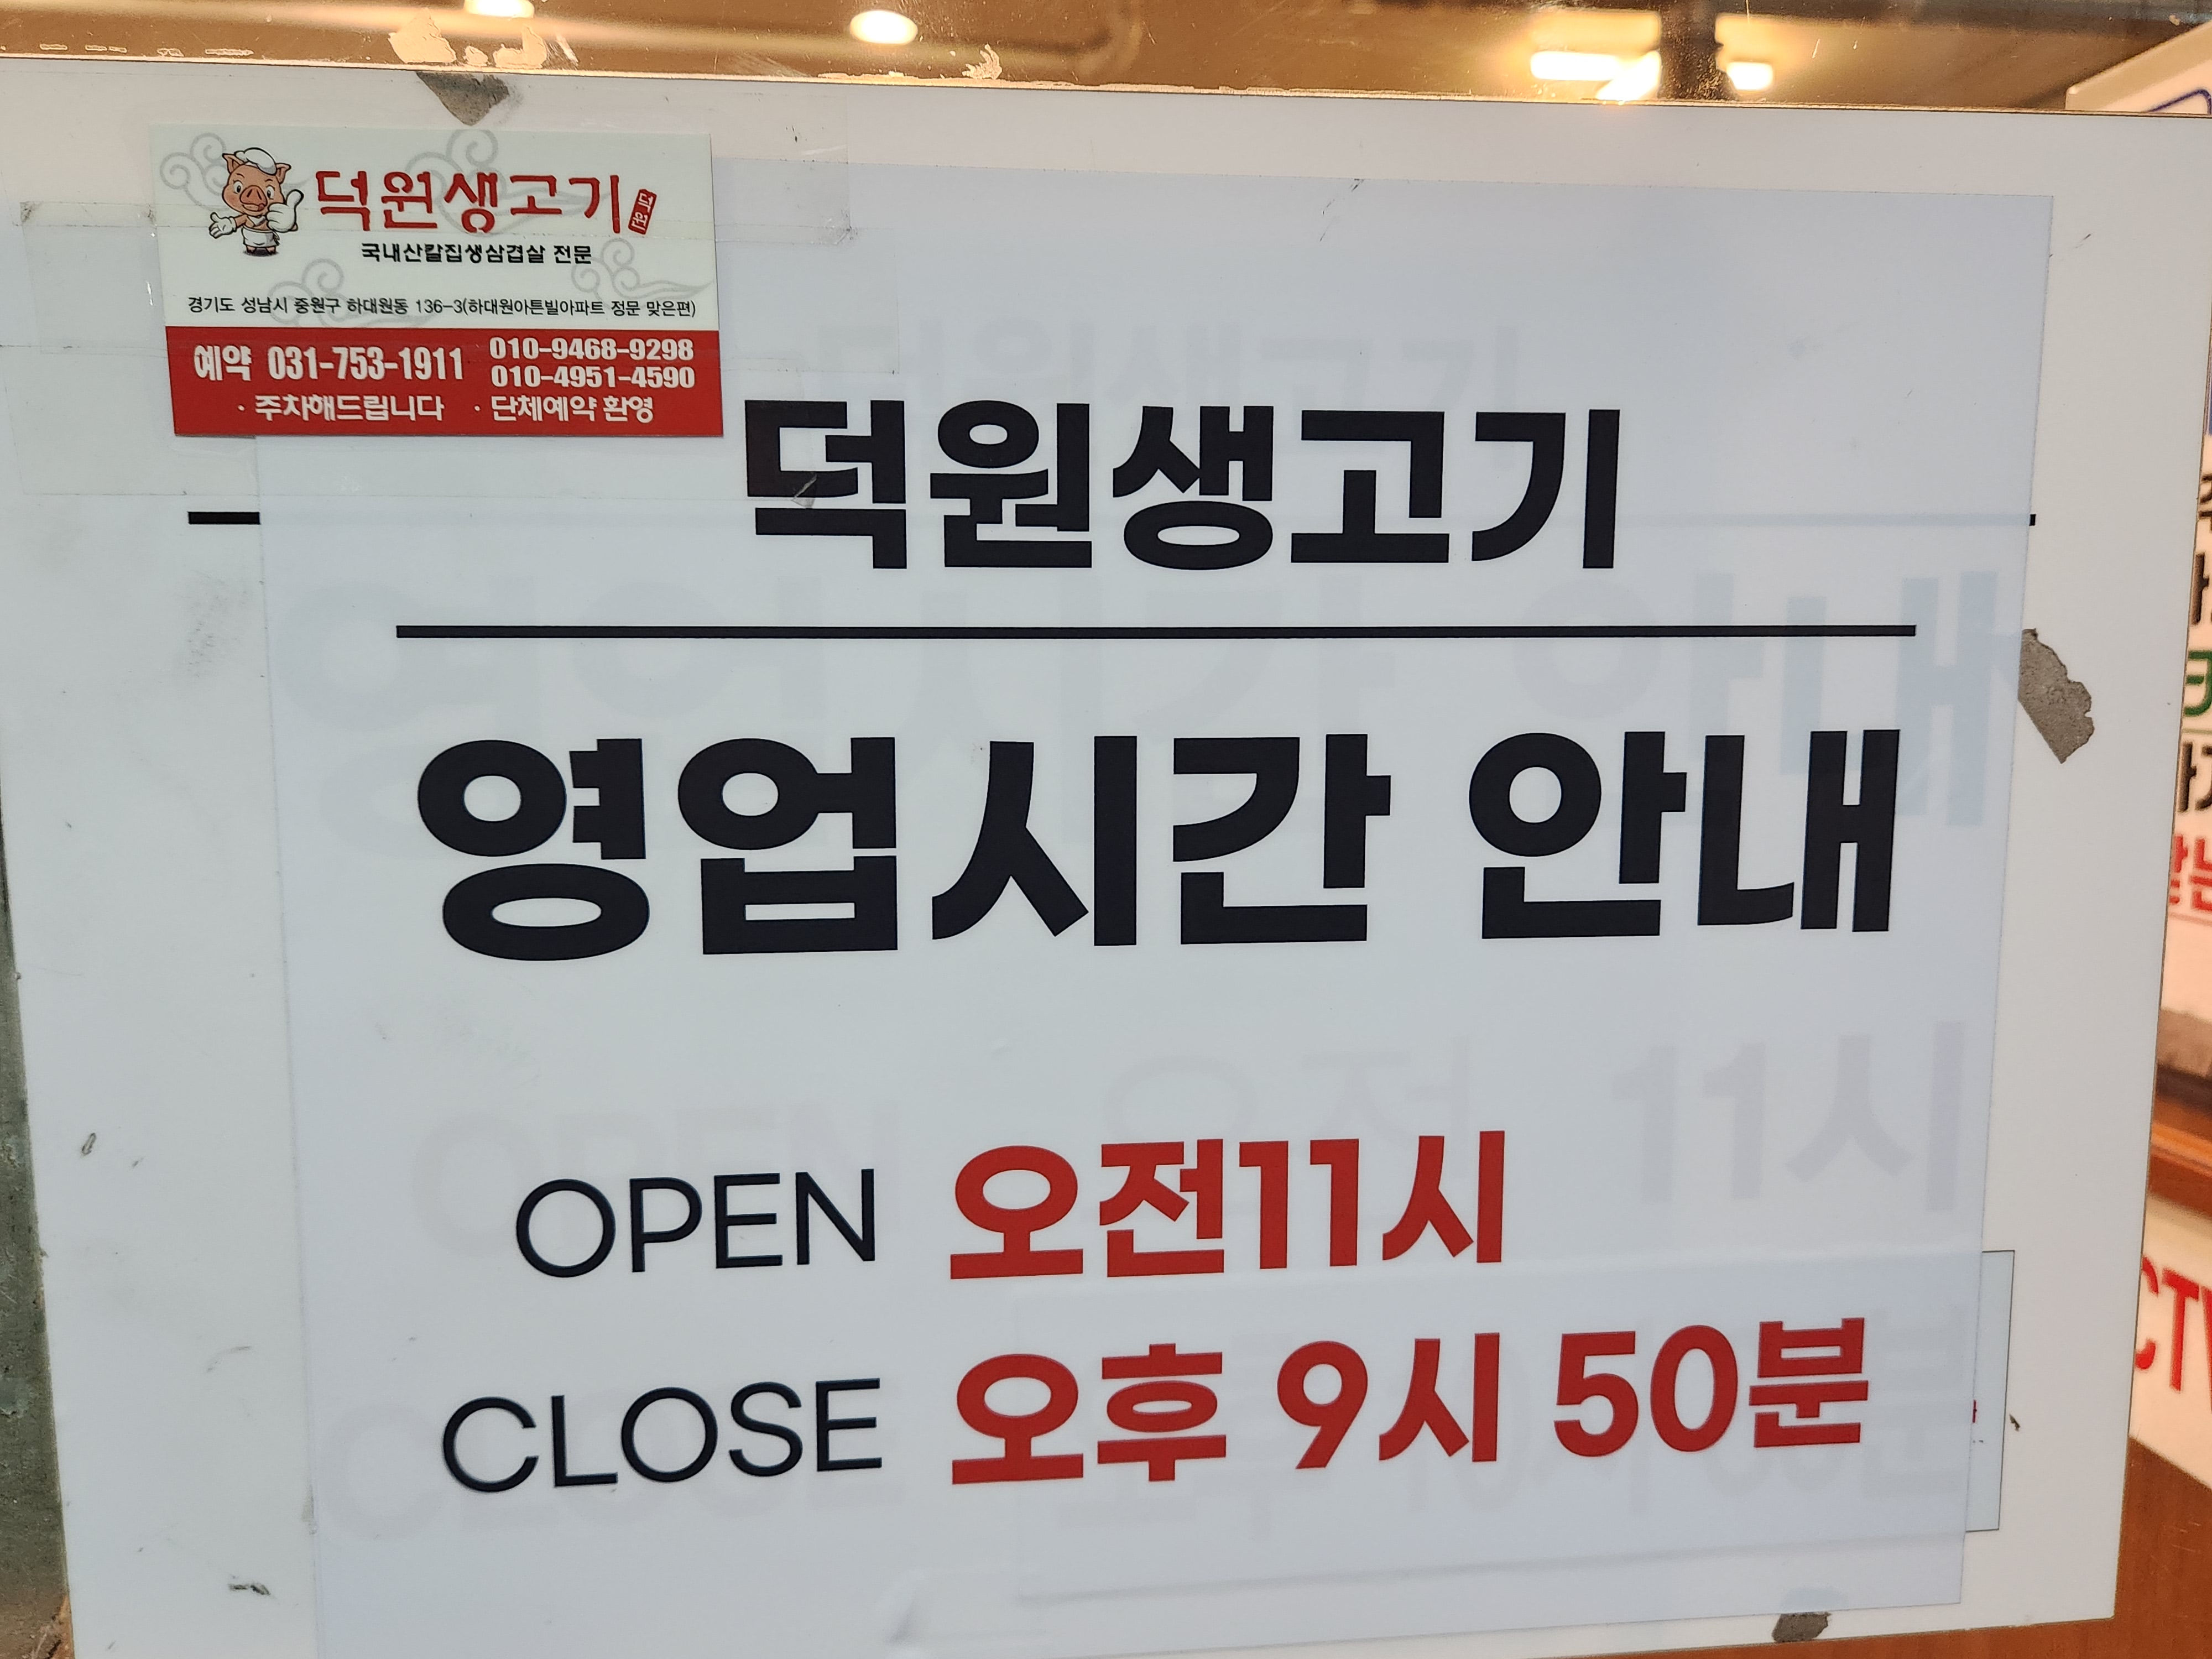 덕원생고기
덕원
국내산칼집생삼겹살 전문
경기도 성남시 중원구 하대원동 136-3(하대원아튼빌아파트 정문 맞은편)
예약 031-753-1911
010-9468-9298
010-4951-4590
· 주차해드립니다 · 단체예약 환영
덕원생고기
영업시간 안내
OPEN 오전11시
CLOSE 오후 9시 50분